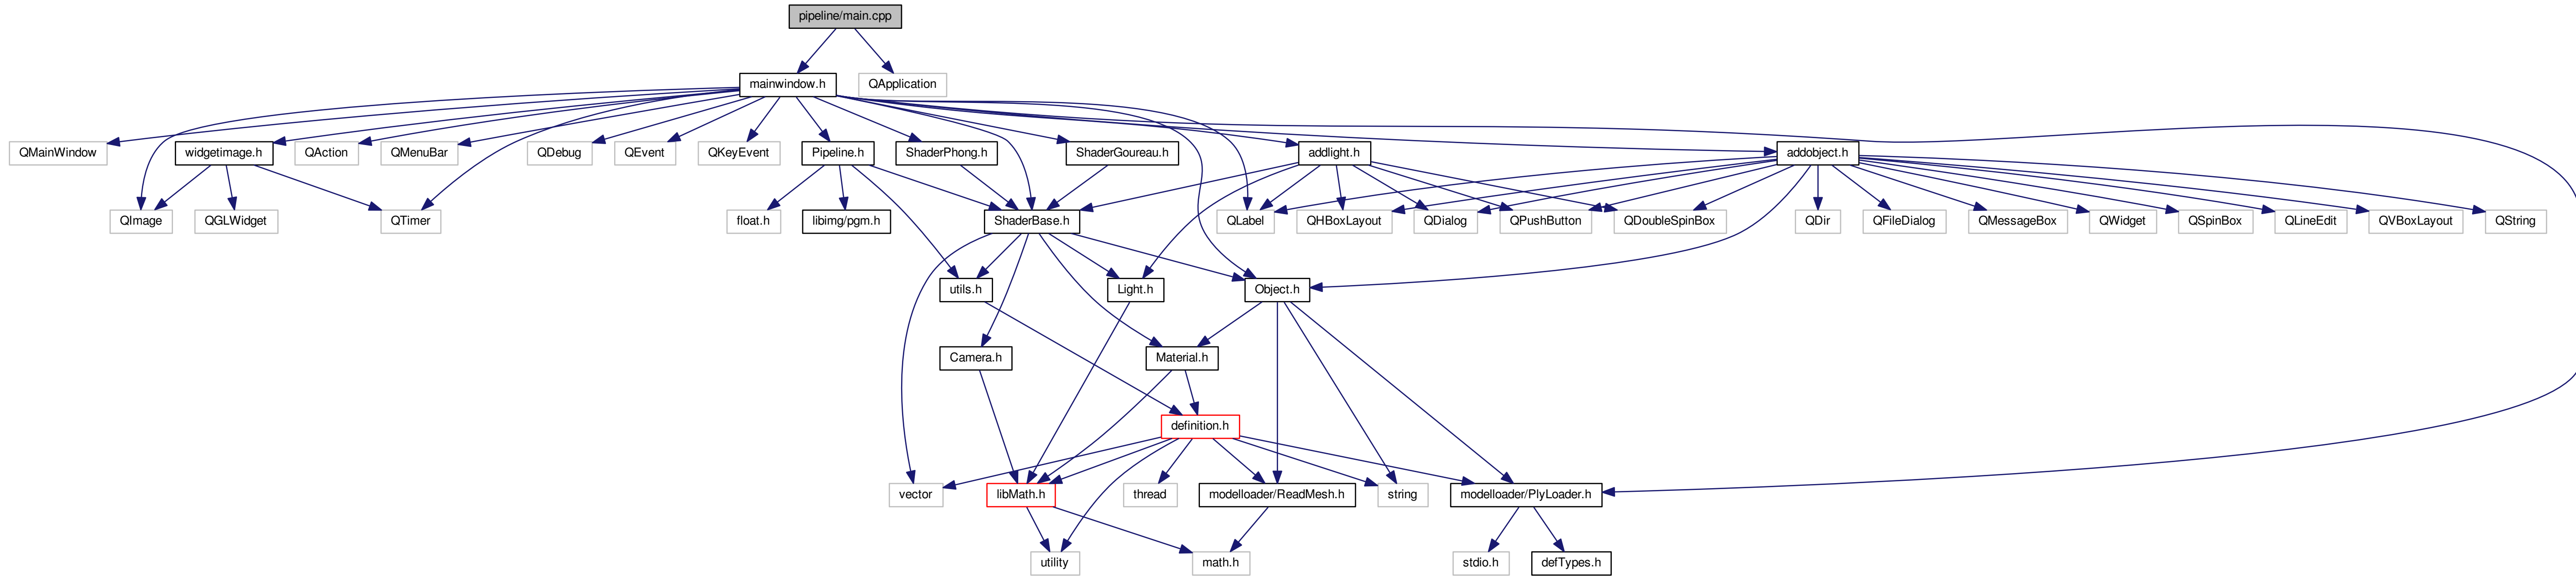 pipeline/main.cpp
mainwindow.h
QApplication
QMainWindow
widgetimage.h
QAction
QMenuBar
QDebug
QEvent
QKeyEvent
Pipeline.h
ShaderPhong.h
ShaderGoureau.h
addlight.h
addobject.h
QImage
QGLWidget
QTimer
float.h
libimg/pgm.h
ShaderBase.h
QLabel
QHBoxLayout
QDialog
QPushButton
QDoubleSpinBox
QDir
QFileDialog
QMessageBox
QWidget
QSpinBox
QLineEdit
QVBoxLayout
QString
utils.h
Light.h
Object.h
Camera.h
Material.h
definition.h
vector
libMath.h
thread
modelloader/ReadMesh.h
string
modelloader/PlyLoader.h
utility
math.h
stdio.h
defTypes.h